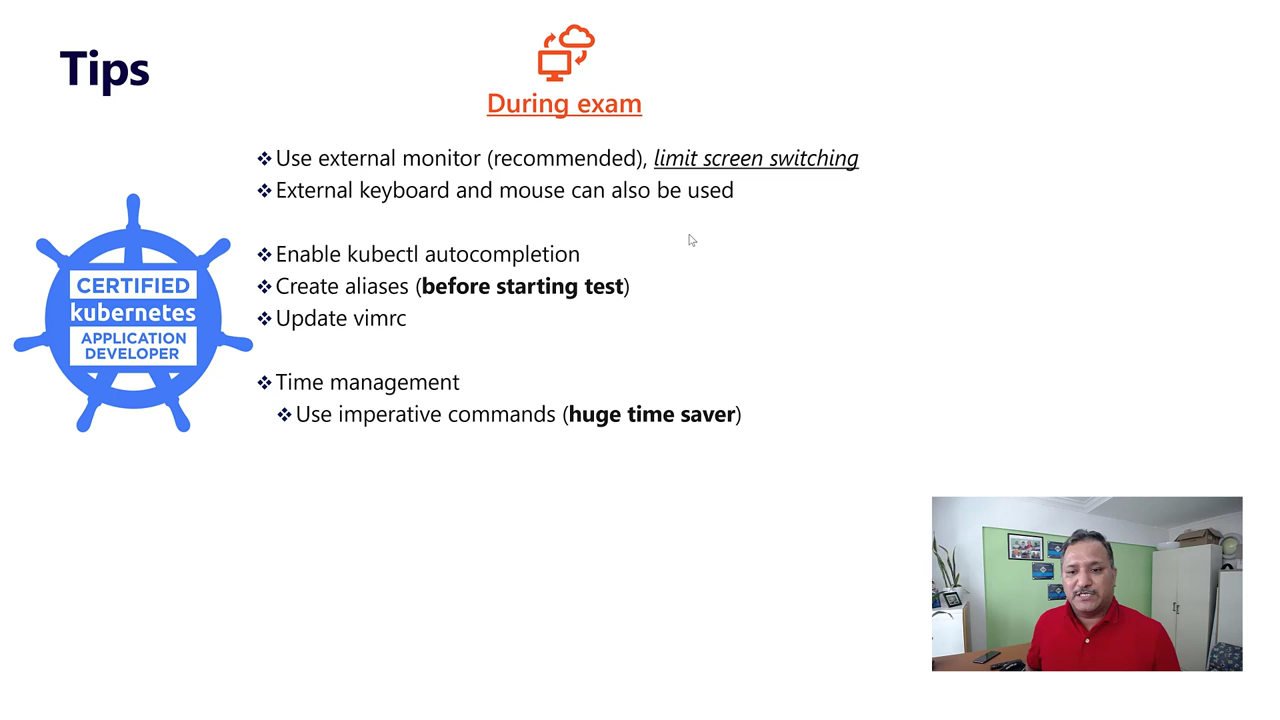 Tips
During exam
❖Use external monitor (recommended), limit screen switching
❖External keyboard and mouse can also be used
❖Enable kubectl autocompletion
❖Create aliases (before starting test)
❖Update vimrc
❖Time management
❖Use imperative commands (huge time saver)
CERTIFIED
kubernetes
APPLICATION
DEVELOPER